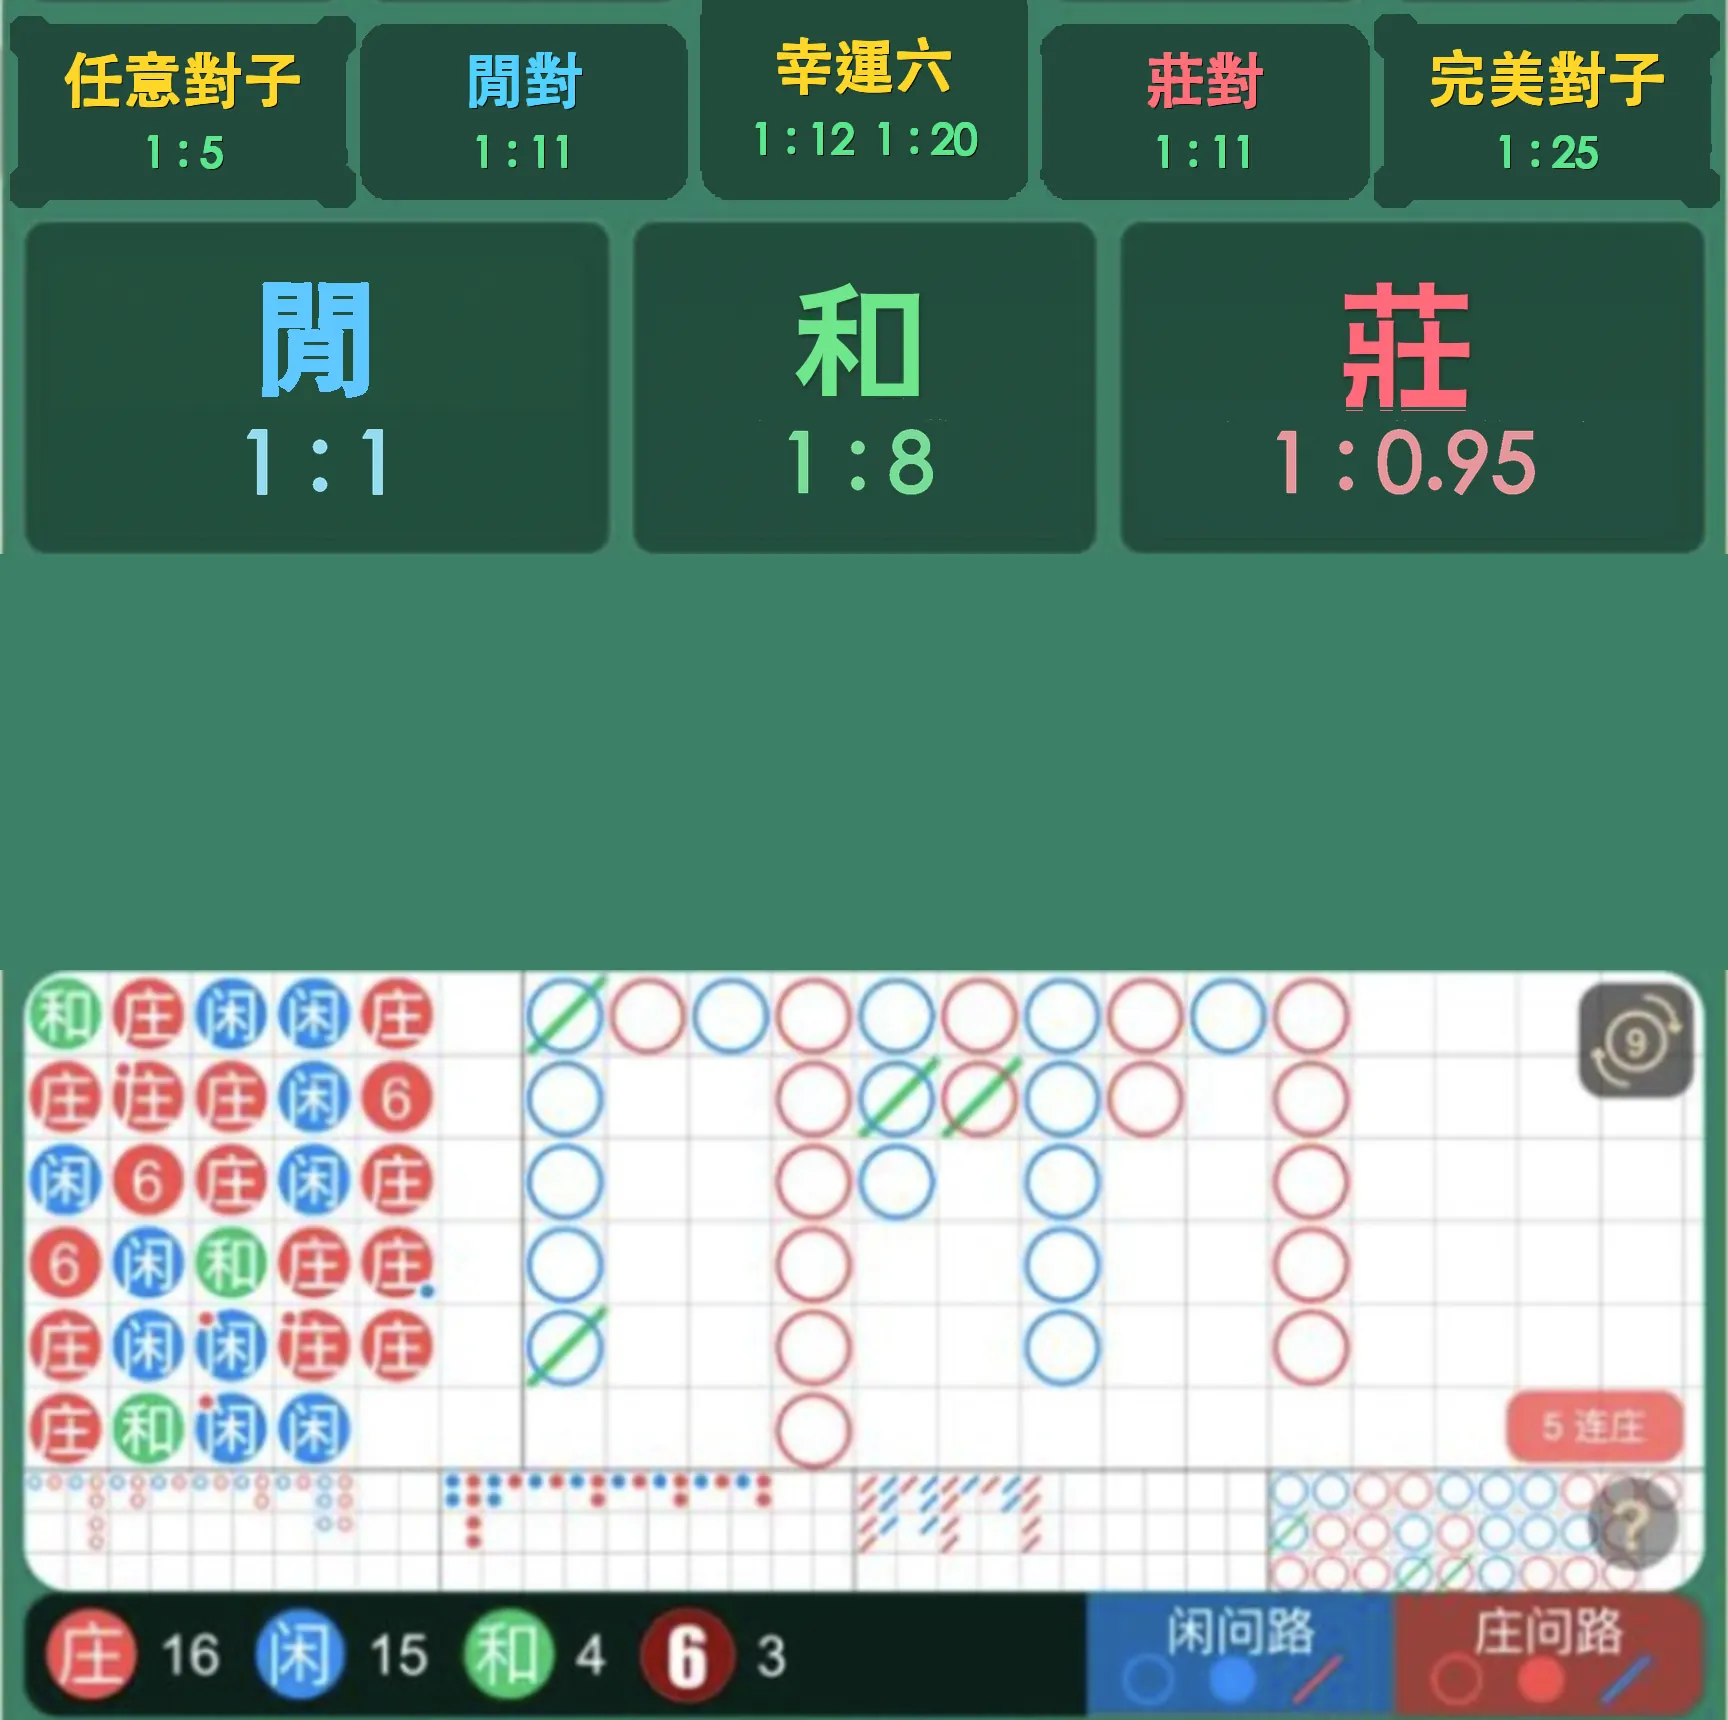 任意對子
1:5
閒對
1:11
幸運六
1:12 1:20
莊對
1:11
完美對子
1:25
閒
1:1
和
1:8
莊
1:0.95
和 庄 闲 闲 庄
庄 庄 庄 闲 6
闲 6 庄 闲 庄
6 闲 和 庄 庄
庄 闲 闲 庄 庄
庄 和 闲 闲
9
5 连庄
?
庄 16 闲 15 和 4 6 3
闲问路
庄问路